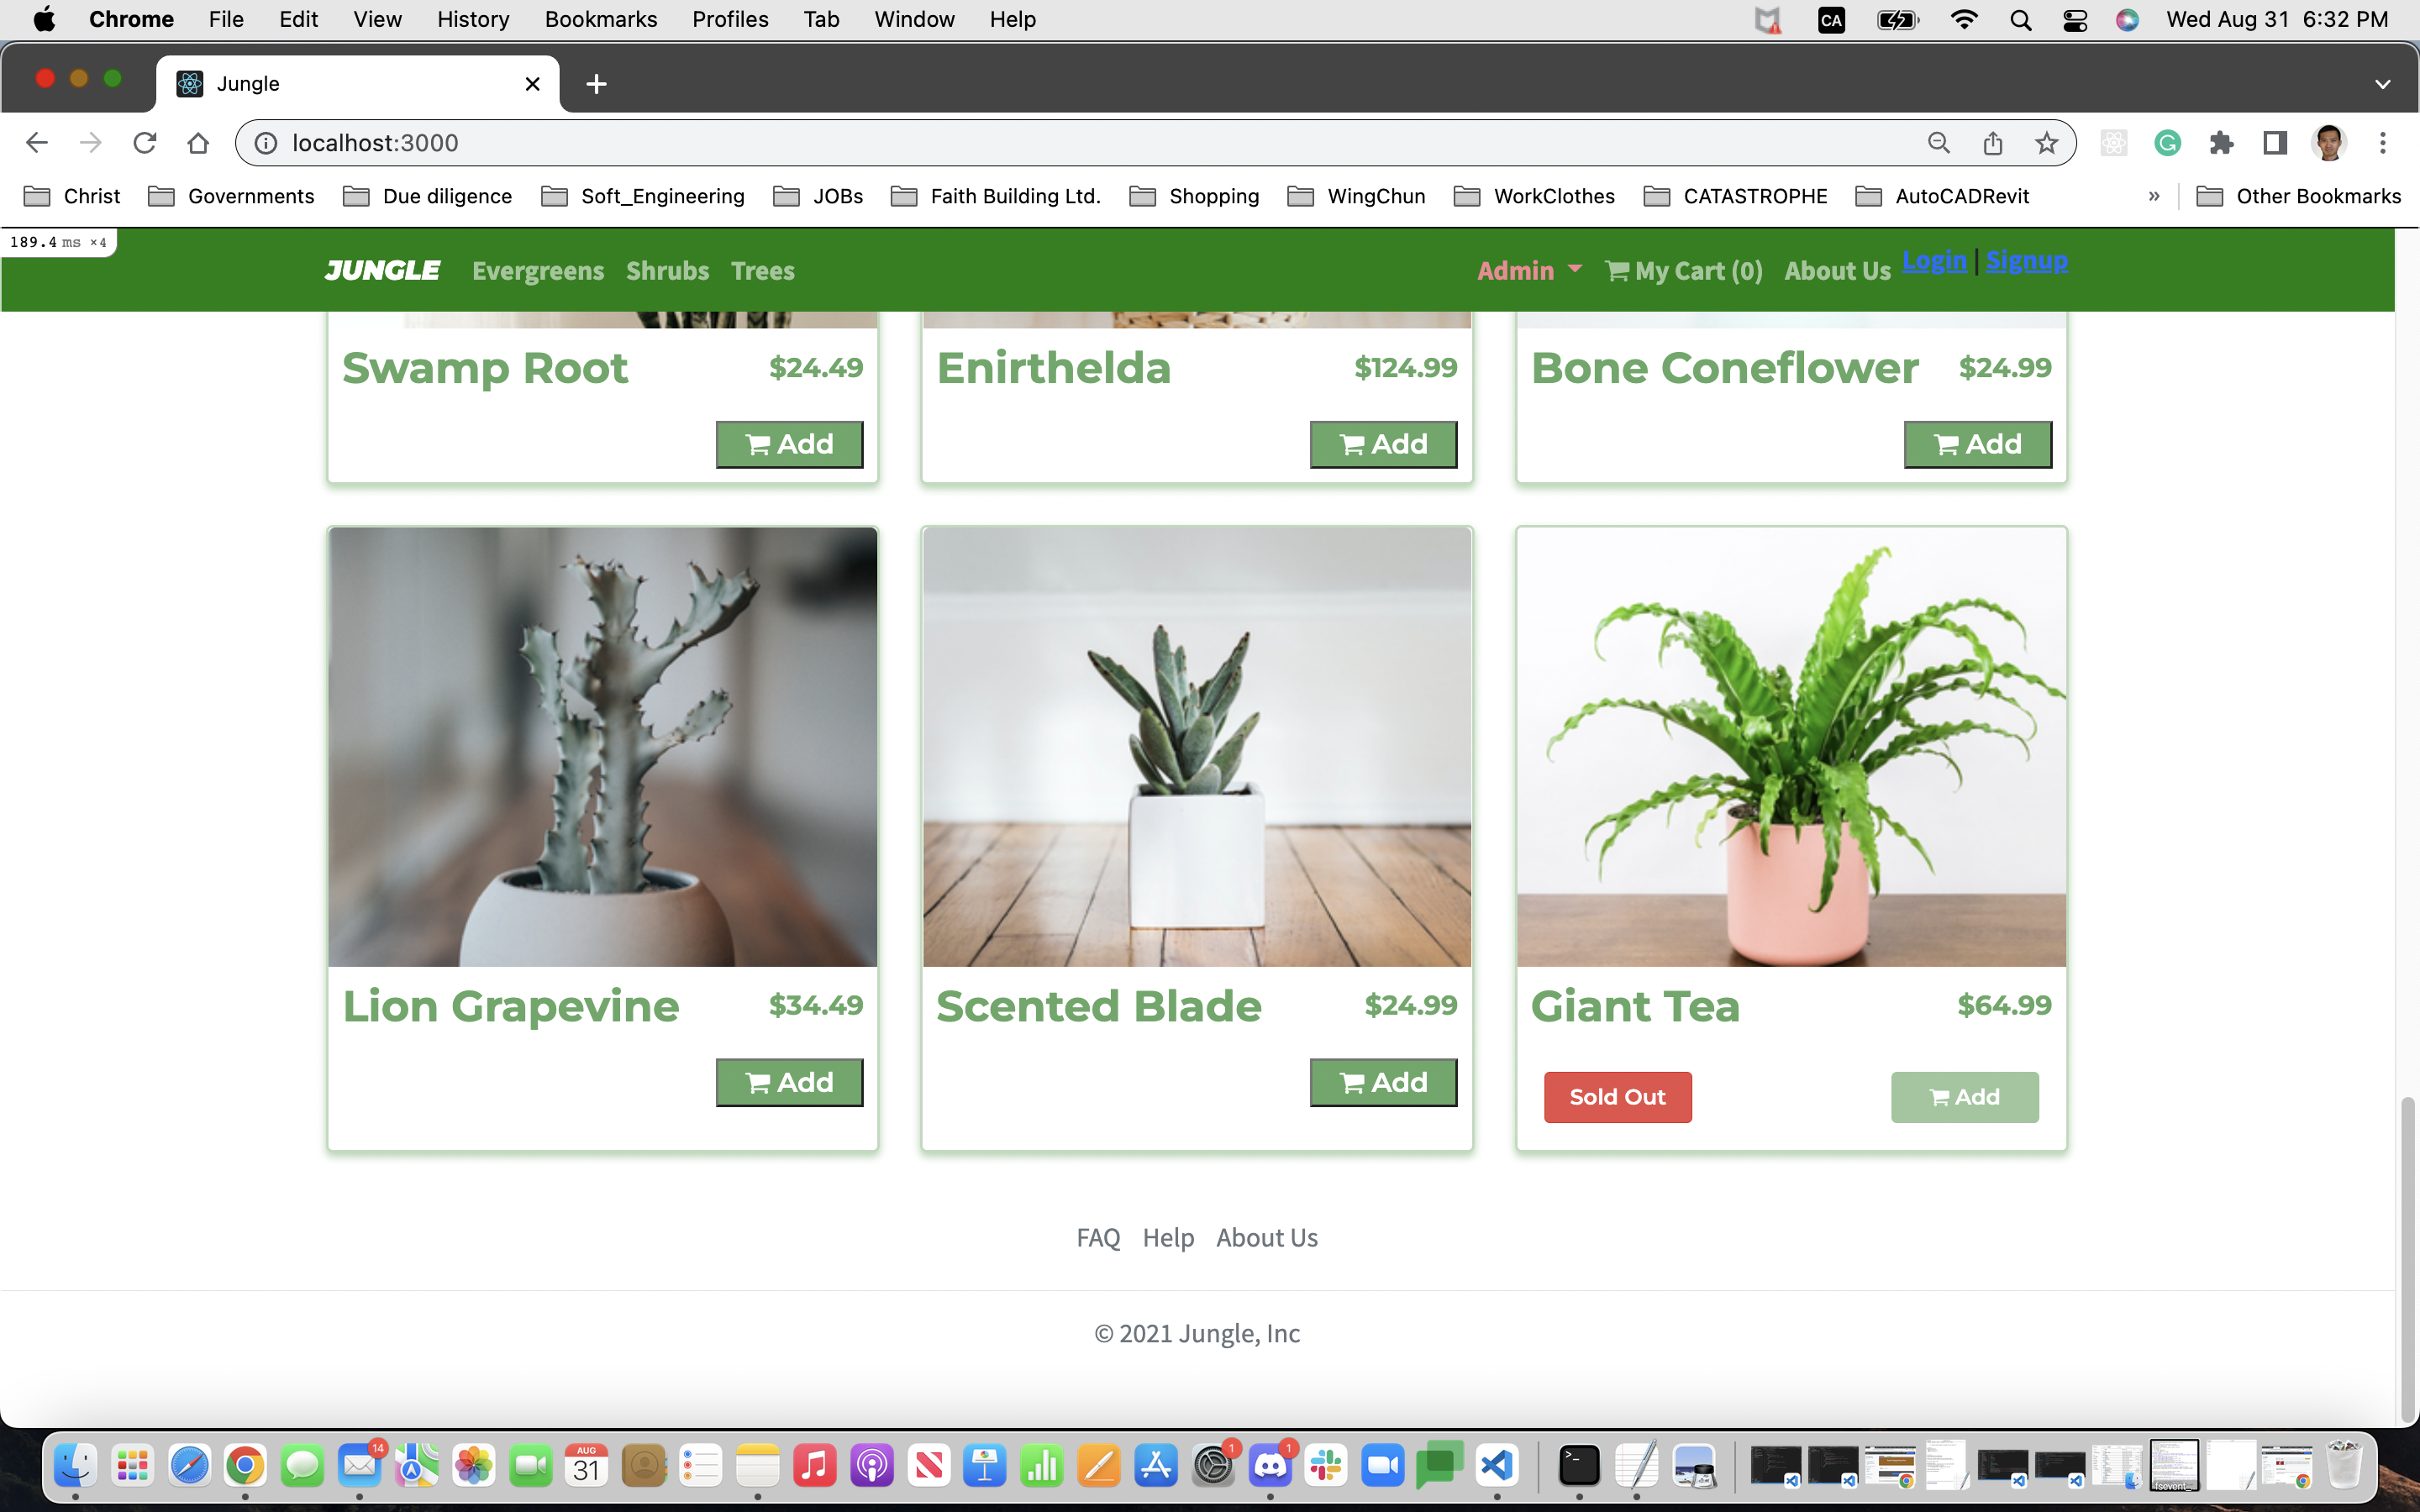 Chrome File Edit View History Bookmarks Profiles Tab Window Help CA Wed Aug 31 6:32 PM
Jungle
localhost:3000
Christ Governments Due diligence Soft_Engineering JOBs Faith Building Ltd. Shopping WingChun WorkClothes CATASTROPHE AutoCADRevit » Other Bookmarks
189.4 ms ×4
JUNGLE Evergreens Shrubs Trees Admin My Cart (0) About Us Login | Signup
Swamp Root $24.49 Enirthelda $124.99 Bone Coneflower $24.99
Add Add Add
Lion Grapevine $34.49 Scented Blade $24.99 Giant Tea $64.99
Add Add Sold Out Add
FAQ Help About Us
© 2021 Jungle, Inc
14 AUG 31 1 1